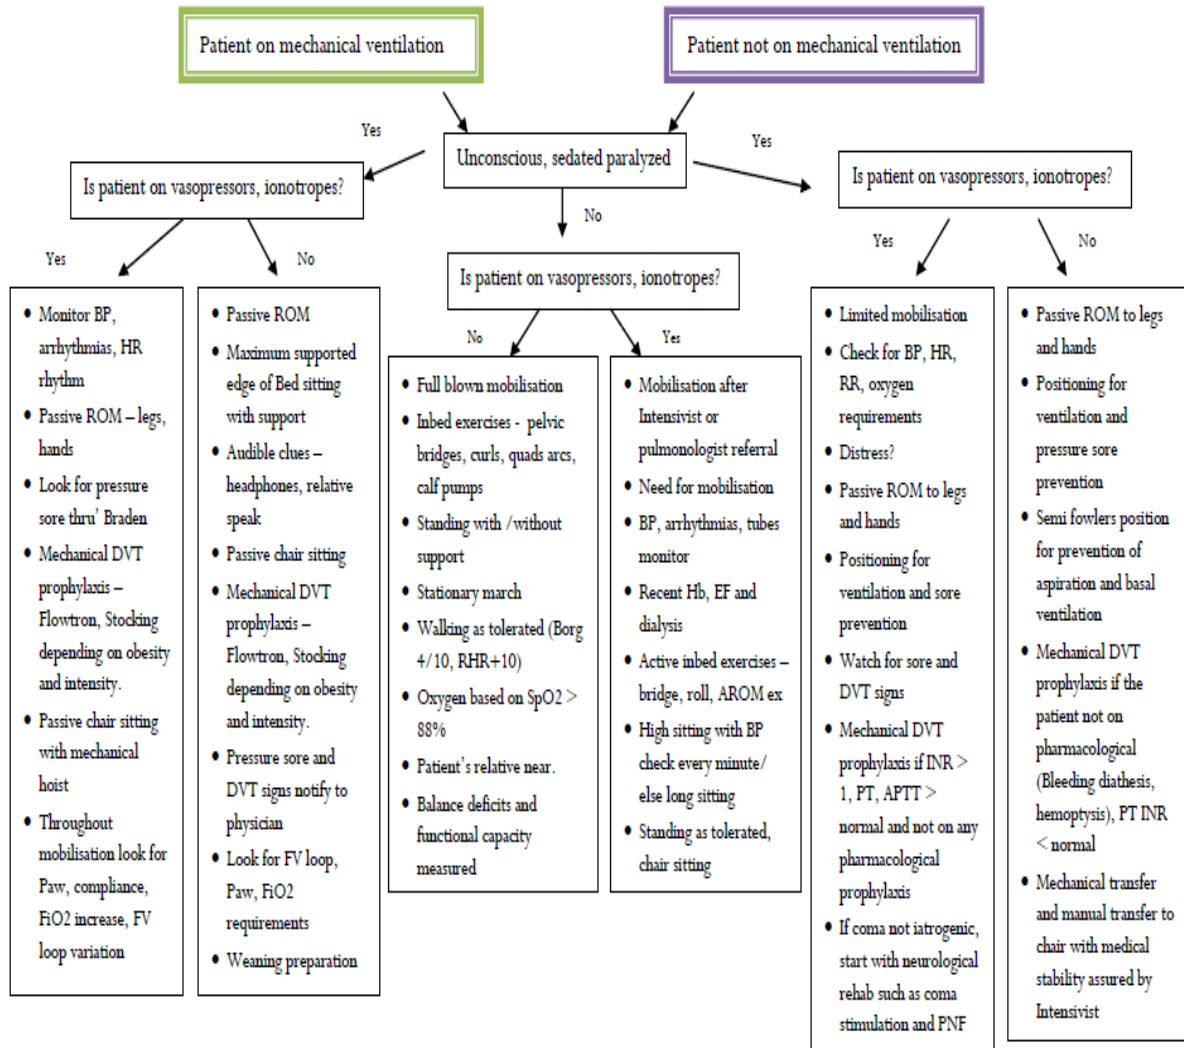 Patient on mechanical ventilation
Patient not on mechanical ventilation
Yes
Unconscious, sedated paralyzed
Yes
Is patient on vasopressors, ionotropes?
Is patient on vasopressors, ionotropes?
No
Yes
No
Is patient on vasopressors, ionotropes?
Yes
No
No
Yes
• Monitor BP,
arrhythmias, HR
rhythm
• Passive ROM – legs,
hands
• Look for pressure
sore thru' Braden
• Mechanical DVT
prophylaxis –
Flowtron, Stocking
depending on obesity
and intensity.
• Passive chair sitting
with mechanical
hoist
• Throughout
mobilisation look for
Paw, compliance,
FiO2 increase, FV
loop variation
• Passive ROM
• Maximum supported
edge of Bed sitting
with support
• Audible clues –
headphones, relative
speak
• Passive chair sitting
• Mechanical DVT
prophylaxis –
Flowtron, Stocking
depending on obesity
and intensity.
• Pressure sore and
DVT signs notify to
physician
• Look for FV loop,
Paw, FiO2
requirements
• Weaning preparation
• Full blown mobilisation
• Inbed exercises - pelvic
bridges, curls, quads arcs,
calf pumps
• Standing with /without
support
• Stationary march
• Walking as tolerated (Borg
4/10, RHR+10)
• Oxygen based on SpO2 >
88%
• Patient's relative near.
• Balance deficits and
functional capacity
measured
• Mobilisation after
Intensivist or
pulmonologist referral
• Need for mobilisation
• BP, arrhythmias, tubes
monitor
• Recent Hb, EF and
dialysis
• Active inbed exercises –
bridge, roll, AROM ex
• High sitting with BP
check every minute/
else long sitting
• Standing as tolerated,
chair sitting
• Limited mobilisation
• Check for BP, HR,
RR, oxygen
requirements
• Distress?
• Passive ROM to legs
and hands
• Positioning for
ventilation and sore
prevention
• Watch for sore and
DVT signs
• Mechanical DVT
prophylaxis if INR >
1, PT, APTT >
normal and not on any
pharmacological
prophylaxis
• If coma not iatrogenic,
start with neurological
rehab such as coma
stimulation and PNF
• Passive ROM to legs
and hands
• Positioning for
ventilation and
pressure sore
prevention
• Semi fowlers position
for prevention of
aspiration and basal
ventilation
• Mechanical DVT
prophylaxis if the
patient not on
pharmacological
(Bleeding diathesis,
hemoptysis), PT INR
< normal
• Mechanical transfer
and manual transfer to
chair with medical
stability assured by
Intensivist